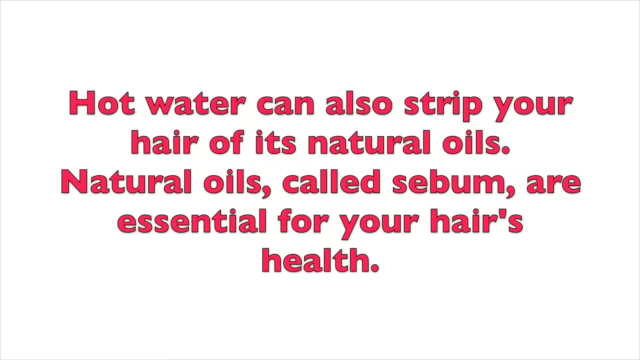 Hot water can also strip your
hair of its natural oils.
Natural oils, called sebum, are
essential for your hair's
health.